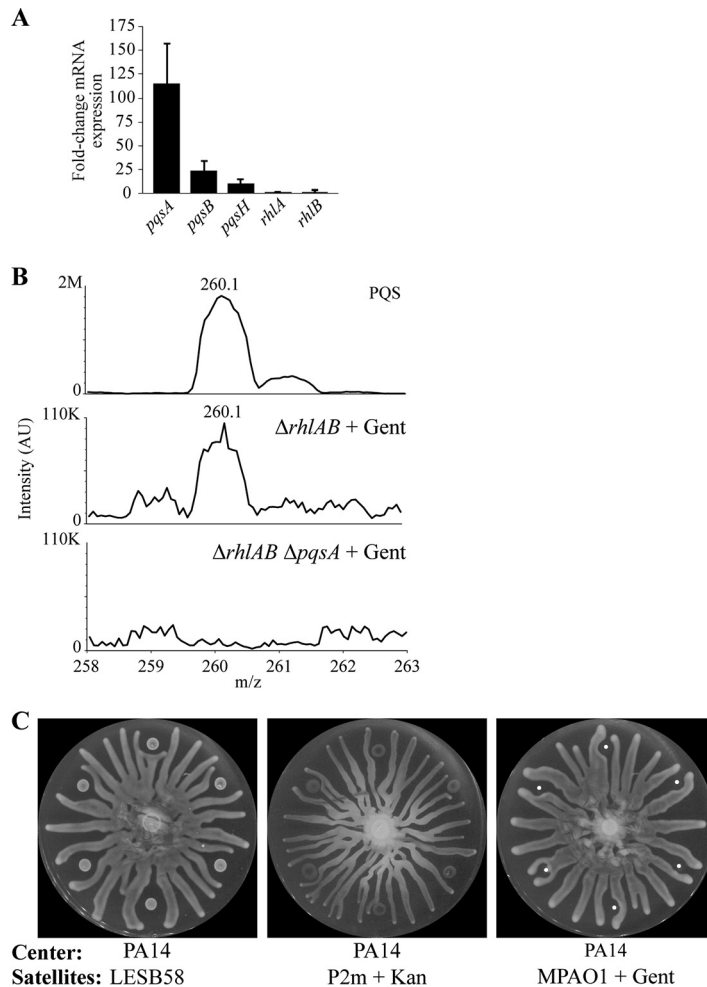 A
Fold-change mRNA
expression
175
150
125
100
75
50
25
0
pqsA
pqsB
pqsH
rhlA
rhlB
B
2M
260.1
PQS
0
110K
260.1
ΔrhlAB + Gent
Intensity (AU)
0
110K
ΔrhlAB ΔpqsA + Gent
0
258 259 260 261 262 263
m/z
C
Center: PA14 PA14 PA14
Satellites: LESB58 P2m + Kan MPAO1 + Gent